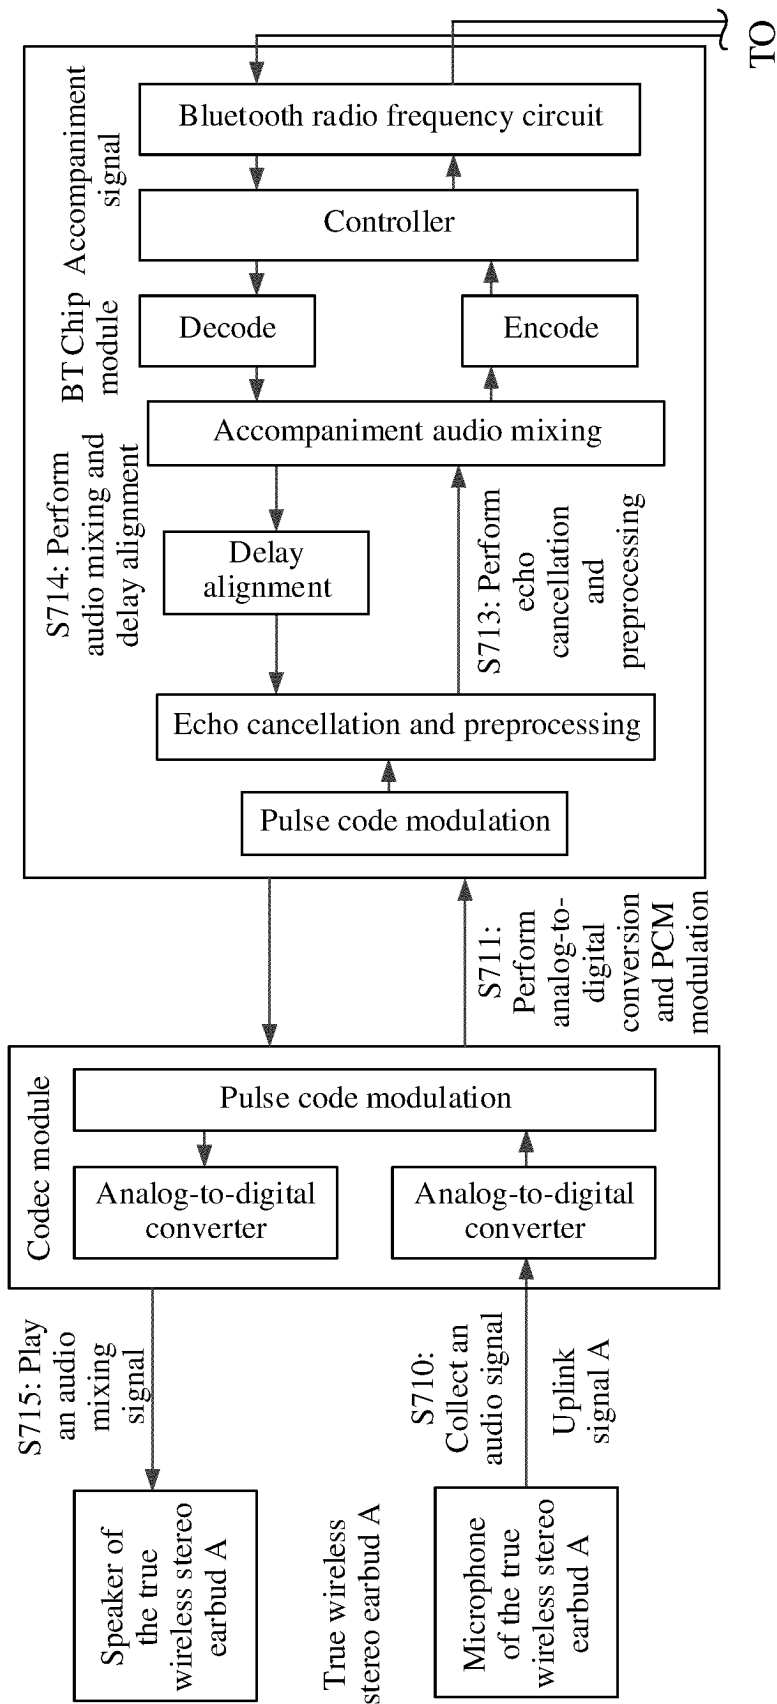 TO
Accompaniment
signal
Bluetooth radio frequency circuit
Controller
BT Chip
module
Decode
Encode
Accompaniment audio mixing
S714: Perform
audio mixing and
delay alignment
Delay
alignment
S713: Perform
echo
cancellation
and
preprocessing
Echo cancellation and preprocessing
Pulse code modulation
S711:
Perform
analog-to-
digital
conversion
and PCM
modulation
Codec module
Pulse code modulation
Analog-to-digital
converter
Analog-to-digital
converter
S715: Play
an audio
mixing
signal
S710:
Collect an
audio signal
Uplink
signal A
Speaker of
the true
wireless stereo
earbud A
True wireless
stereo earbud A
Microphone
of the true
wireless stereo
earbud A